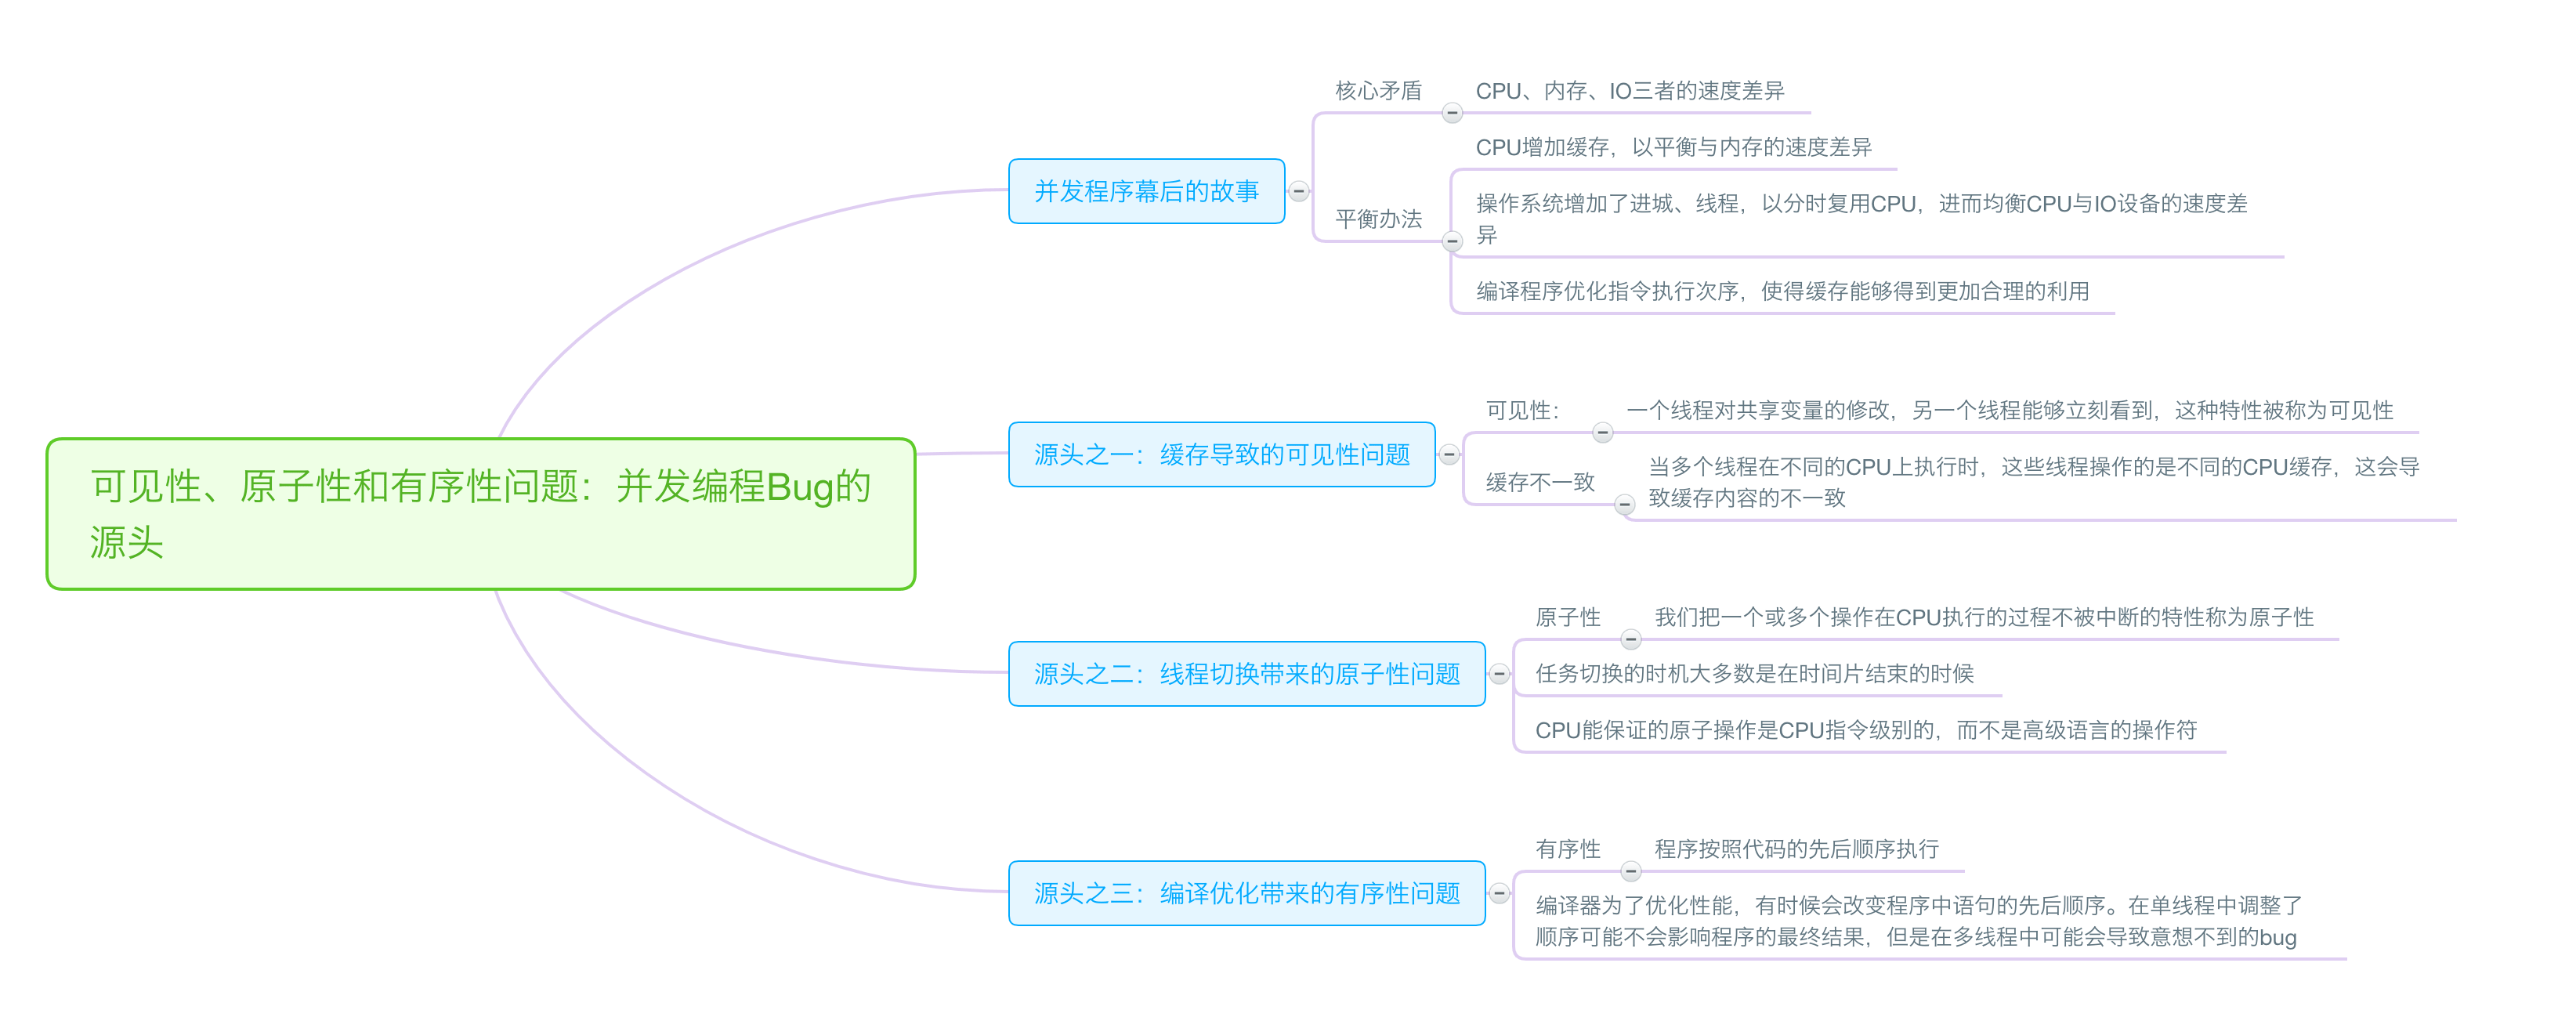 可见性、原子性和有序性问题：并发编程Bug的
源头
并发程序幕后的故事
核心矛盾
CPU、内存、IO三者的速度差异
平衡办法
CPU增加缓存，以平衡与内存的速度差异
操作系统增加了进城、线程，以分时复用CPU，进而均衡CPU与IO设备的速度差
异
编译程序优化指令执行次序，使得缓存能够得到更加合理的利用
源头之一：缓存导致的可见性问题
可见性：
一个线程对共享变量的修改，另一个线程能够立刻看到，这种特性被称为可见性
缓存不一致
当多个线程在不同的CPU上执行时，这些线程操作的是不同的CPU缓存，这会导
致缓存内容的不一致
源头之二：线程切换带来的原子性问题
原子性
我们把一个或多个操作在CPU执行的过程不被中断的特性称为原子性
任务切换的时机大多数是在时间片结束的时候
CPU能保证的原子操作是CPU指令级别的，而不是高级语言的操作符
源头之三：编译优化带来的有序性问题
有序性
程序按照代码的先后顺序执行
编译器为了优化性能，有时候会改变程序中语句的先后顺序。在单线程中调整了
顺序可能不会影响程序的最终结果，但是在多线程中可能会导致意想不到的bug